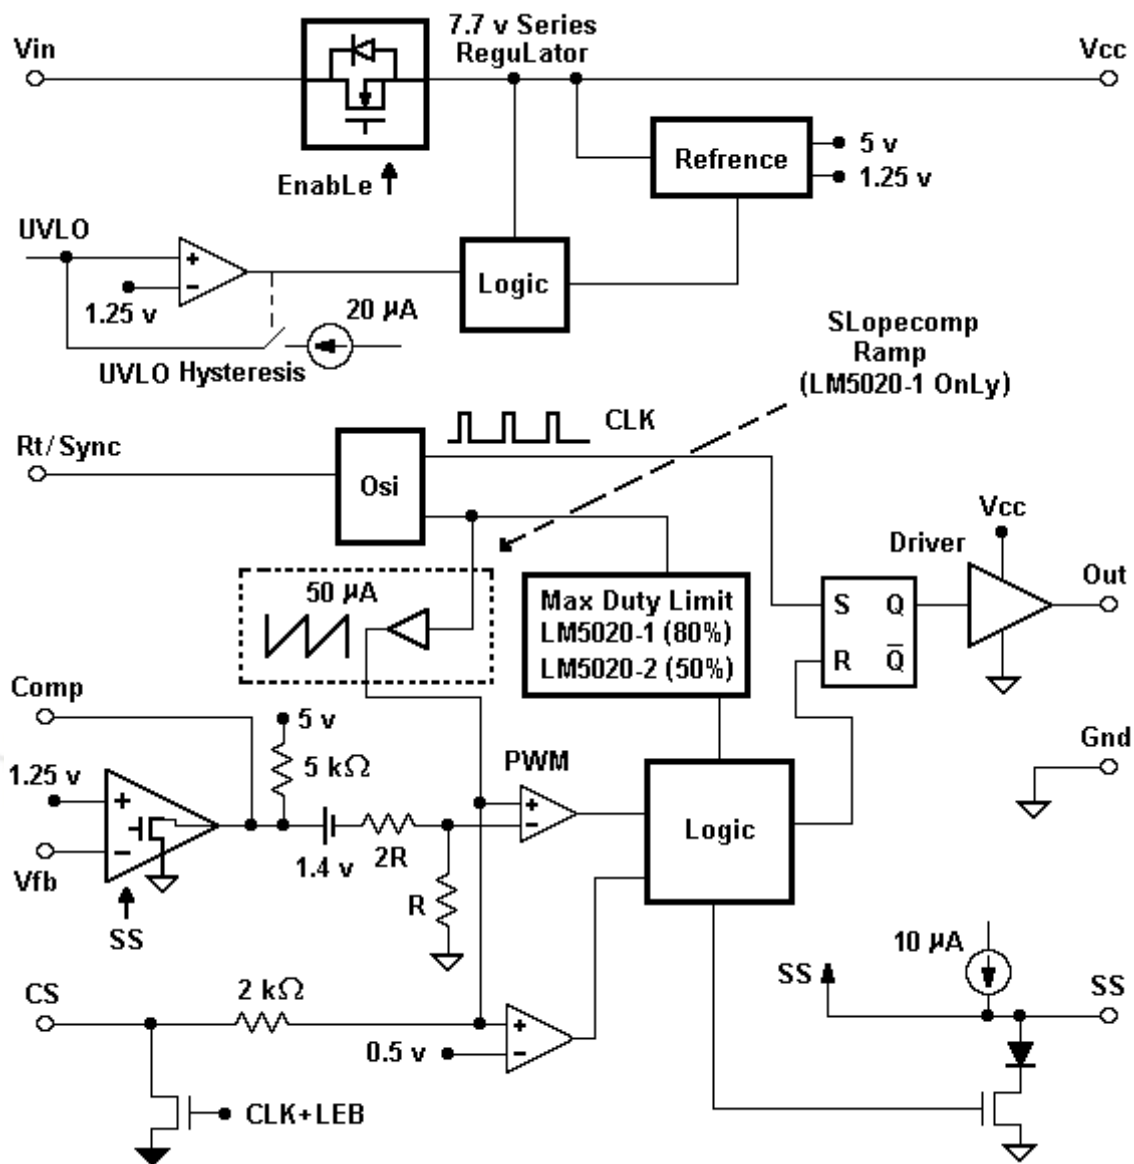 7.7 v Series
ReguLator
Vin
Vcc
Refrence
5 v
1.25 v
EnabLe
UVLO
+
−
1.25 v
Logic
20 µA
UVLO Hysteresis
SLopecomp
Ramp
(LM5020-1 OnLy)
CLK
Rt/Sync
Osi
Vcc
Driver
Out
50 µA
Max Duty Limit
LM5020-1 (80%)
LM5020-2 (50%)
S Q
R Q̅
Comp
5 v
5 kΩ
PWM
Gnd
1.25 v
+
−
+
−
Logic
Vfb
1.4 v
2R
R
SS
10 µA
SS
SS
CS
2 kΩ
+
−
0.5 v
CLK+LEB